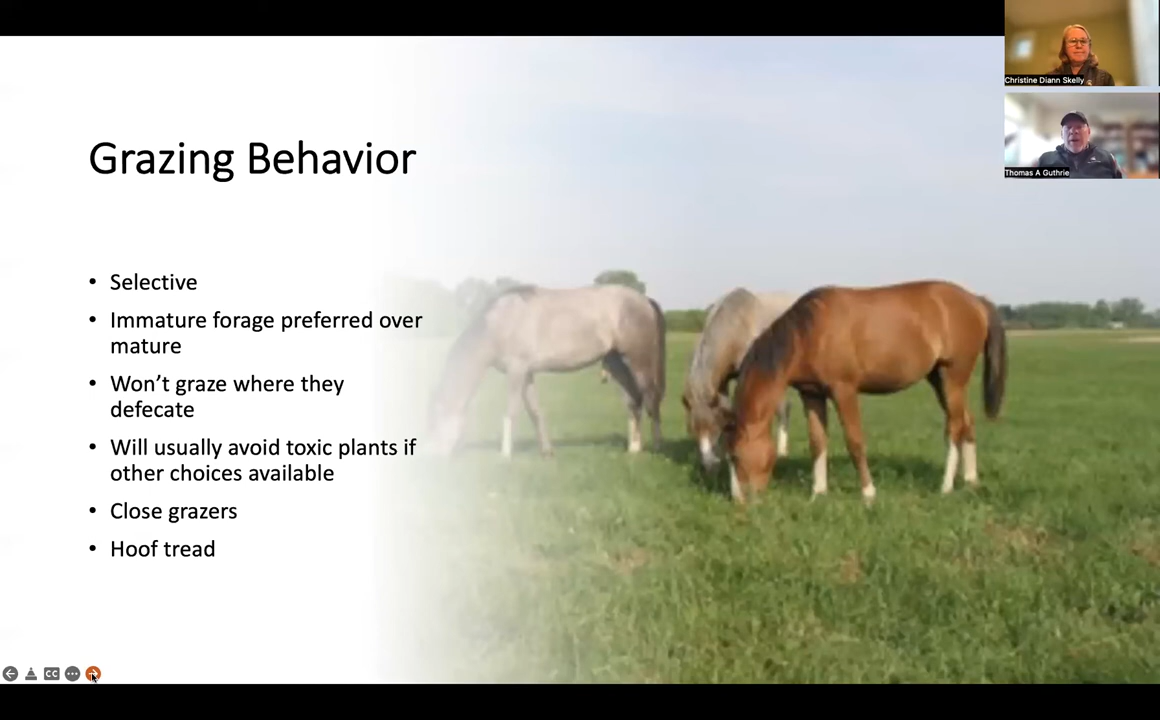 Grazing Behavior
• Selective
• Immature forage preferred over
mature
• Won’t graze where they
defecate
• Will usually avoid toxic plants if
other choices available
• Close grazers
• Hoof tread
Christine Diann Skelly
Thomas A Guthrie
CC